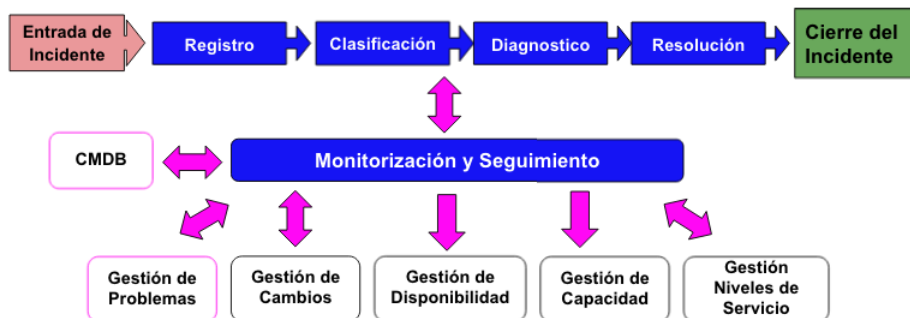 Entrada de
Incidente
Registro
Clasificación
Diagnostico
Resolución
Cierre del
Incidente
CMDB
Monitorización y Seguimiento
Gestión de
Problemas
Gestión de
Cambios
Gestión de
Disponibilidad
Gestión de
Capacidad
Gestión
Niveles de
Servicio